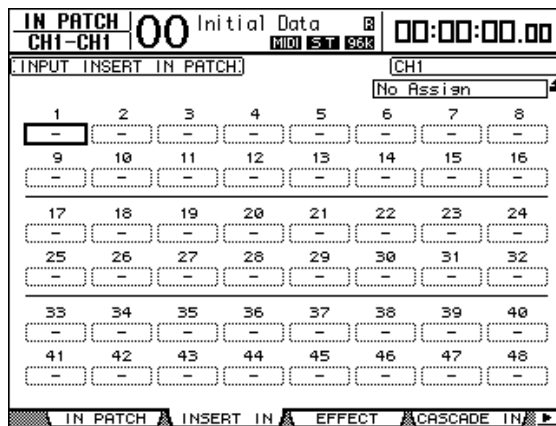 IN PATCH
CH1-CH1
00 Initial Data R
MIDI ST 96K
00:00:00.00
INPUT INSERT IN PATCH
CH1
No Assign
1 2 3 4 5 6 7 8
- - - - - - - -
9 10 11 12 13 14 15 16
- - - - - - - -
17 18 19 20 21 22 23 24
- - - - - - - -
25 26 27 28 29 30 31 32
- - - - - - - -
33 34 35 36 37 38 39 40
- - - - - - - -
41 42 43 44 45 46 47 48
- - - - - - - -
IN PATCH INSERT IN EFFECT CASCADE IN